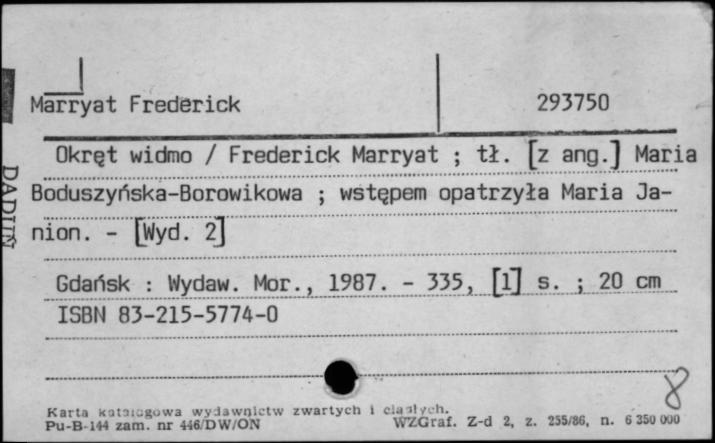 Marryat Frederick 293750
Okręt widmo / Frederick Marryat ; tł. [z ang.] Maria
Boduszyńska-Borowikowa ; wstępem opatrzyła Maria Ja-
nion. - [Wyd. 2]
Gdańsk : Wydaw. Mor., 1987. - 335, [1] s. ; 20 cm
ISBN 83-215-5774-0
8
Karta katalogowa wydawnictw zwartych i ciągłych.
Pu-B-144 zam. nr 446/DW/ON WZGraf. Z-d 2, z. 255/86, n. 6 350 000